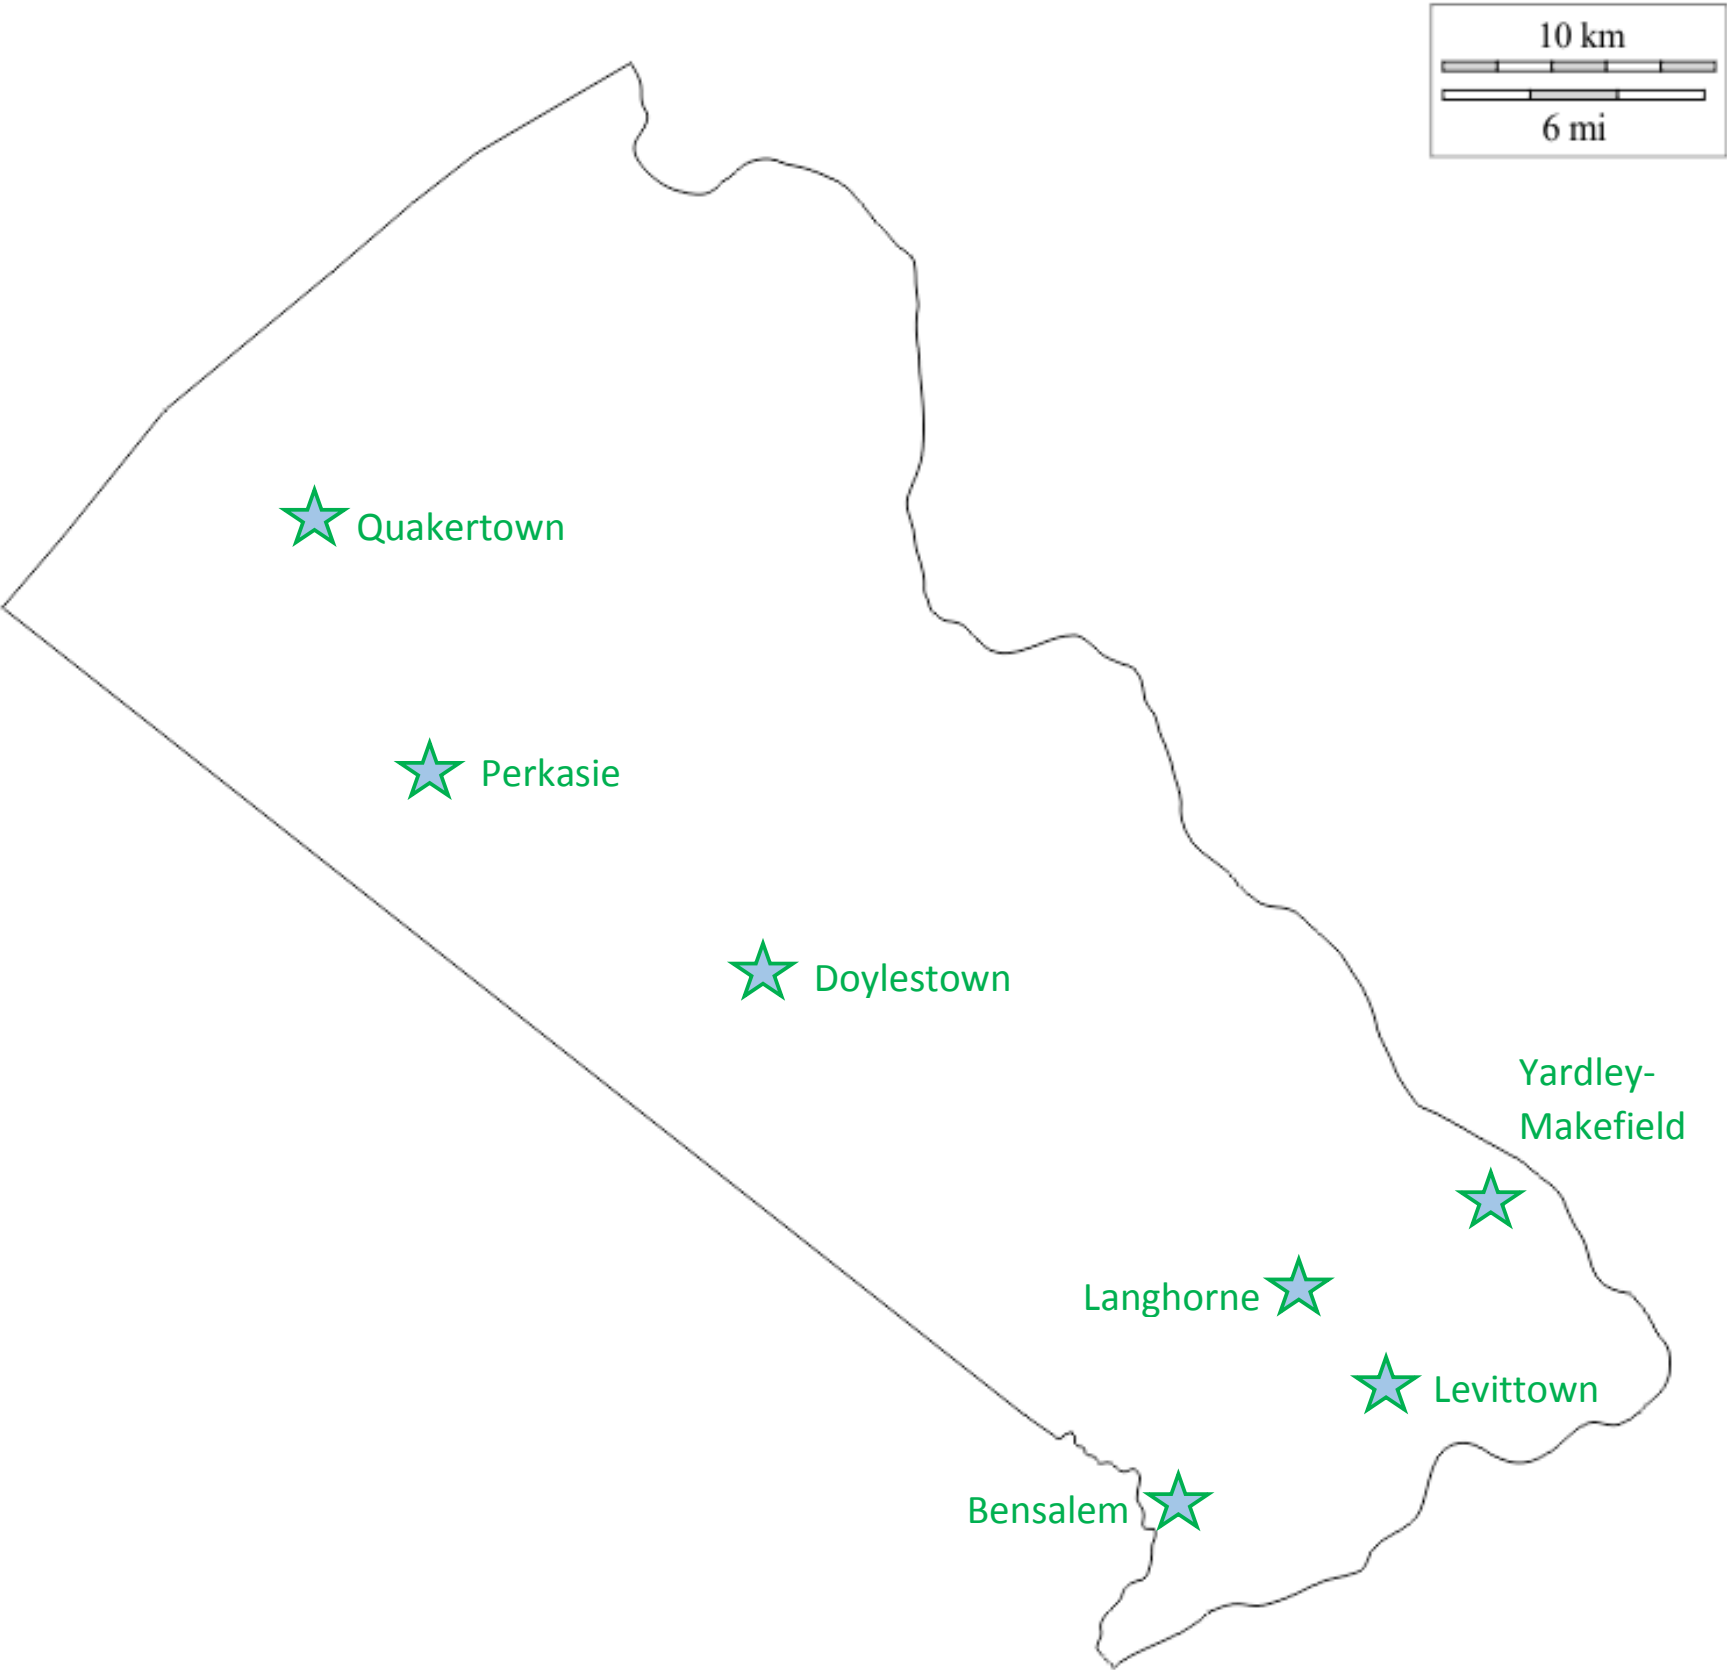 10 km
6 mi
Quakertown
Perkasie
Doylestown
Yardley-
Makefield
Langhorne
Levittown
Bensalem